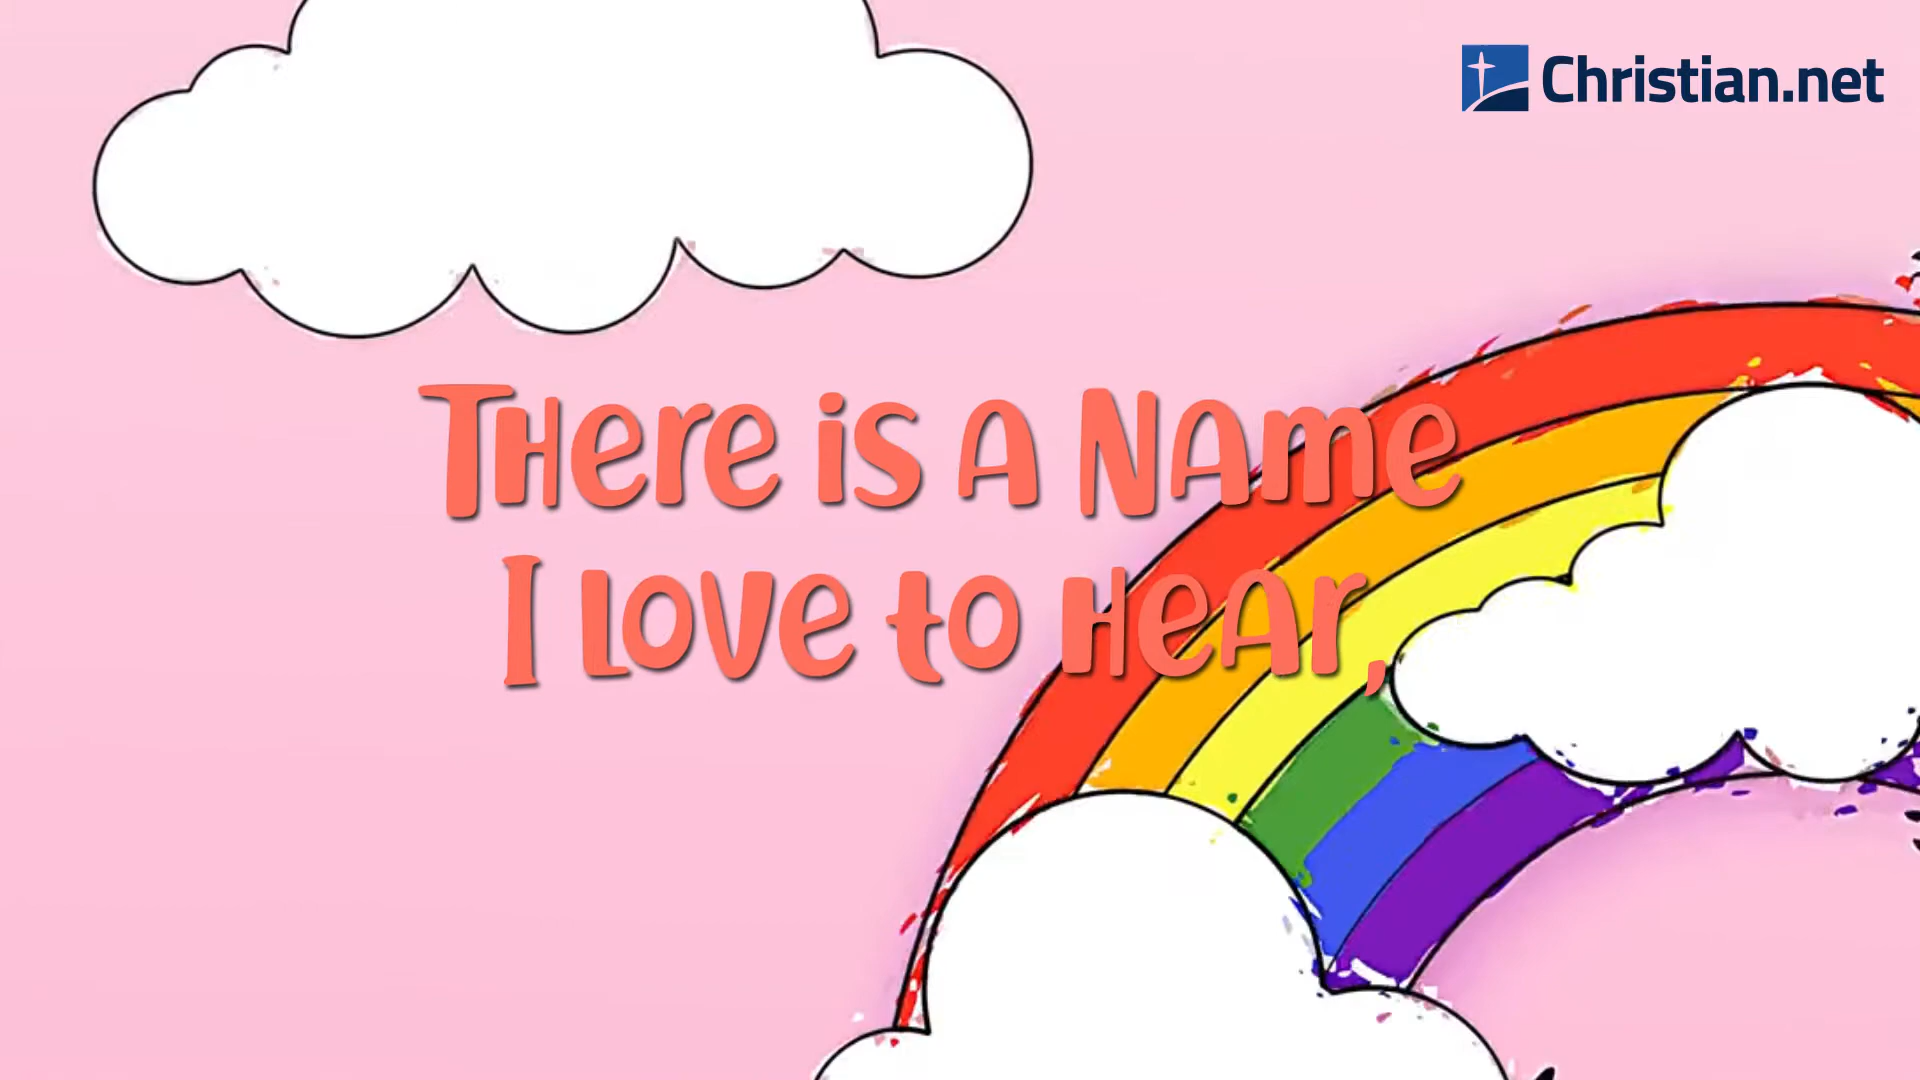 Christian.net
There is a Name
I love to hear,